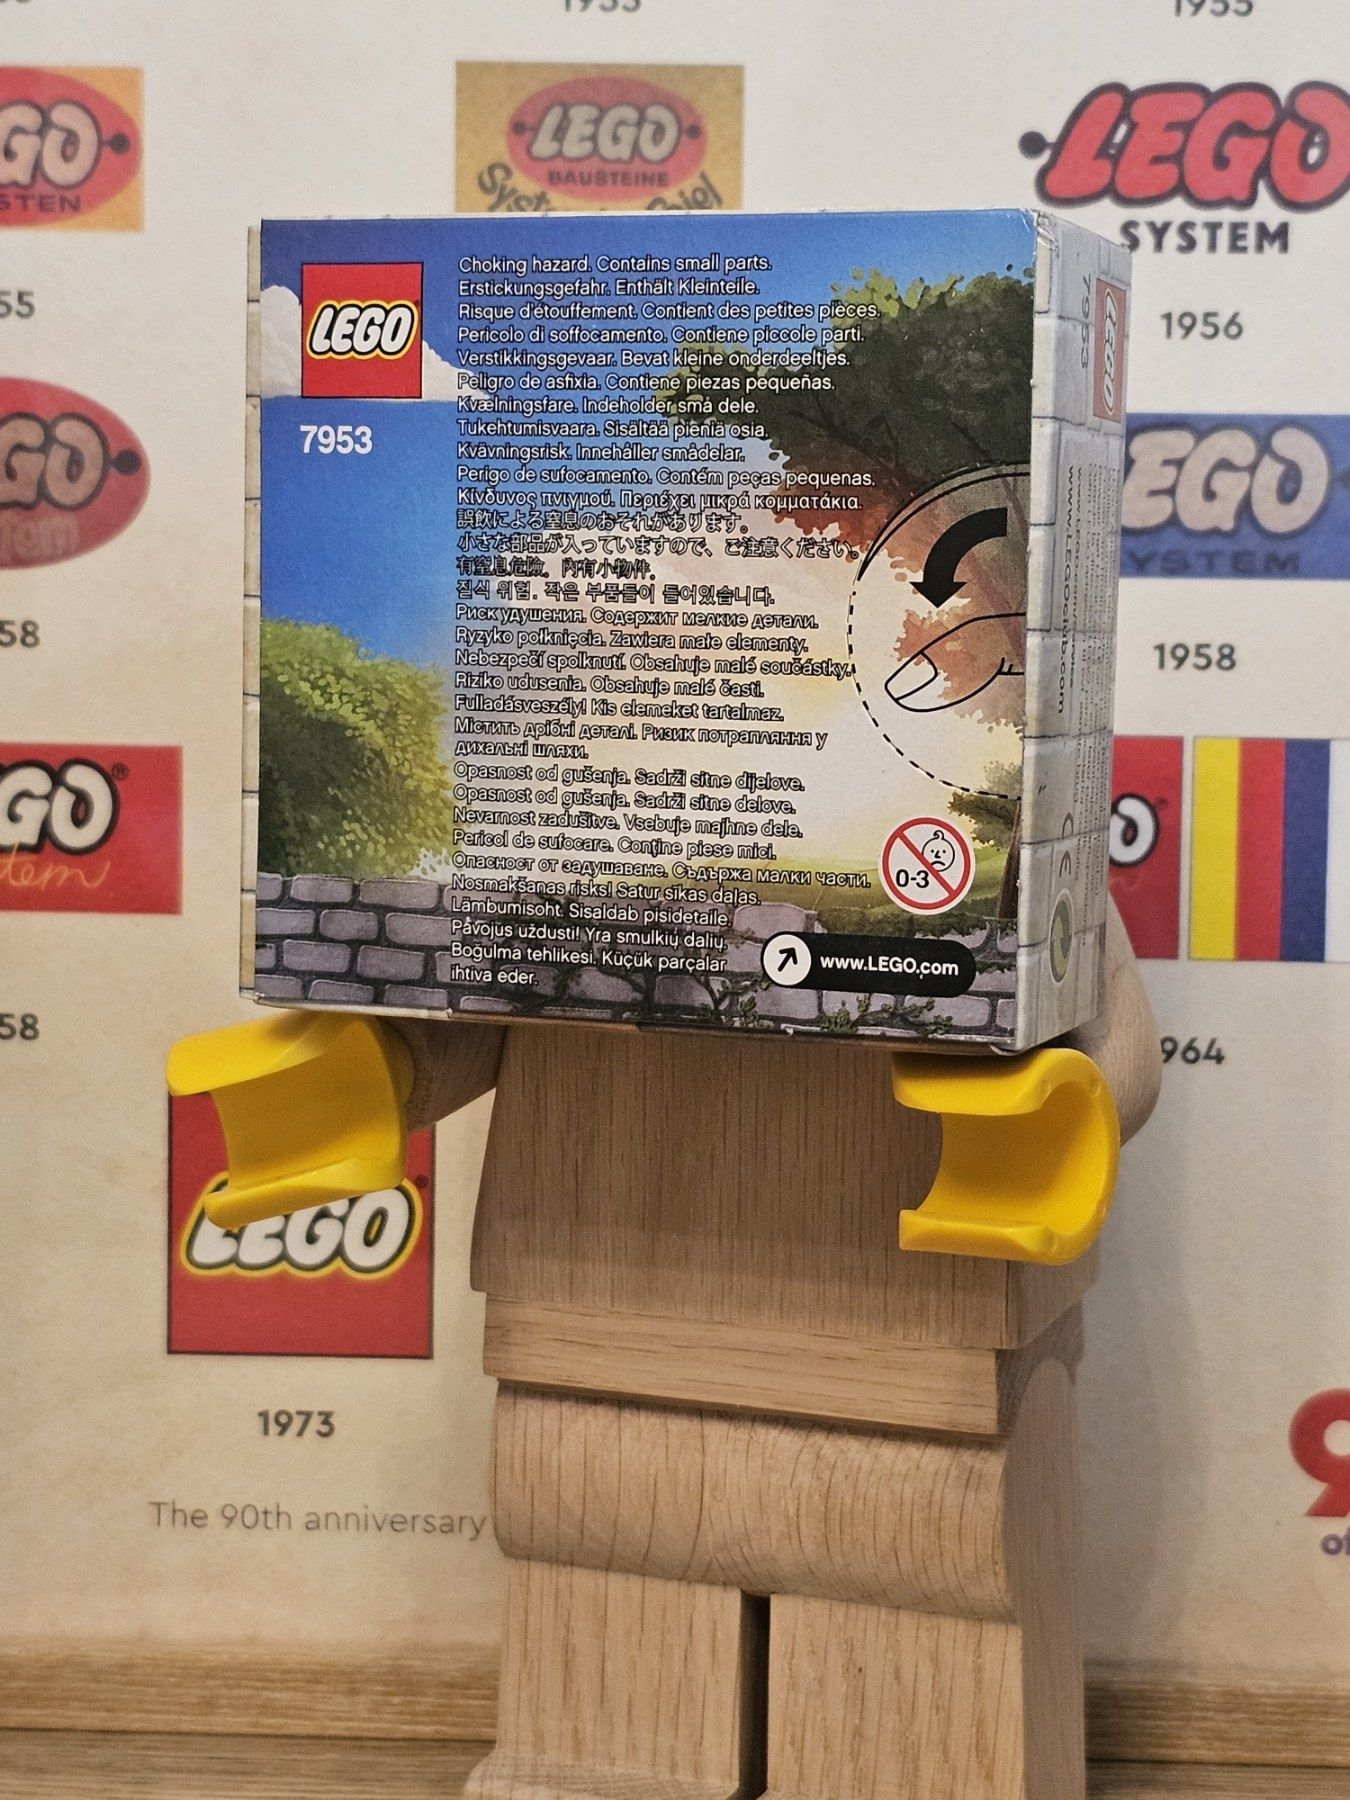 1933
1955
LEGO
BAUSTEINE
LEGO
SYSTEM
1956
LEGO
7953
Choking hazard. Contains small parts.
Erstickungsgefahr. Enthält Kleinteile.
Risque d'étouffement. Contient des petites pièces.
Pericolo di soffocamento. Contiene piccole parti.
Verstikkingsgevaar. Bevat kleine onderdeeltjes.
Peligro de asfixia. Contiene piezas pequeñas.
Kvælningsfare. Indeholder små dele.
Tukehtumisvaara. Sisältää pieniä osia.
Kvävningsrisk. Innehåller smådelar.
Perigo de sufocamento. Contém peças pequenas.
Κίνδυνος πνιγμού. Περιέχει μικρά κομματάκια.
誤飲による窒息のおそれがあります。
小さな部品が入っていますので、ご注意ください。
有窒息危險。內有小物件。
질식 위험. 작은 부품들이 들어있습니다.
Риск удушения. Содержит мелкие детали.
Ryzyko połknięcia. Zawiera małe elementy.
Nebezpečí spolknutí. Obsahuje malé součástky.
Riziko udusenia. Obsahuje malé časti.
Fulladásveszély! Kis elemeket tartalmaz.
Містить дрібні деталі. Ризик потрапляння у
дихальні шляхи.
Opasnost od gušenja. Sadrži sitne dijelove.
Opasnost od gušenja. Sadrži sitne delove.
Nevarnost zadušitve. Vsebuje majhne dele.
Pericol de sufocare. Conţine piese mici.
Опасност от задушаване. Съдържа малки части.
Nosmakšanas risks! Satur sīkas daļas.
Lämbumisoht. Sisaldab pisidetaile.
Pavojus uždusti! Yra smulkių dalių.
Boğulma tehlikesi. Küçük parçalar
ihtiva eder.
0-3
www.LEGO.com
LEGO
7953
1958
LEGO
1973
The 90th anniversary